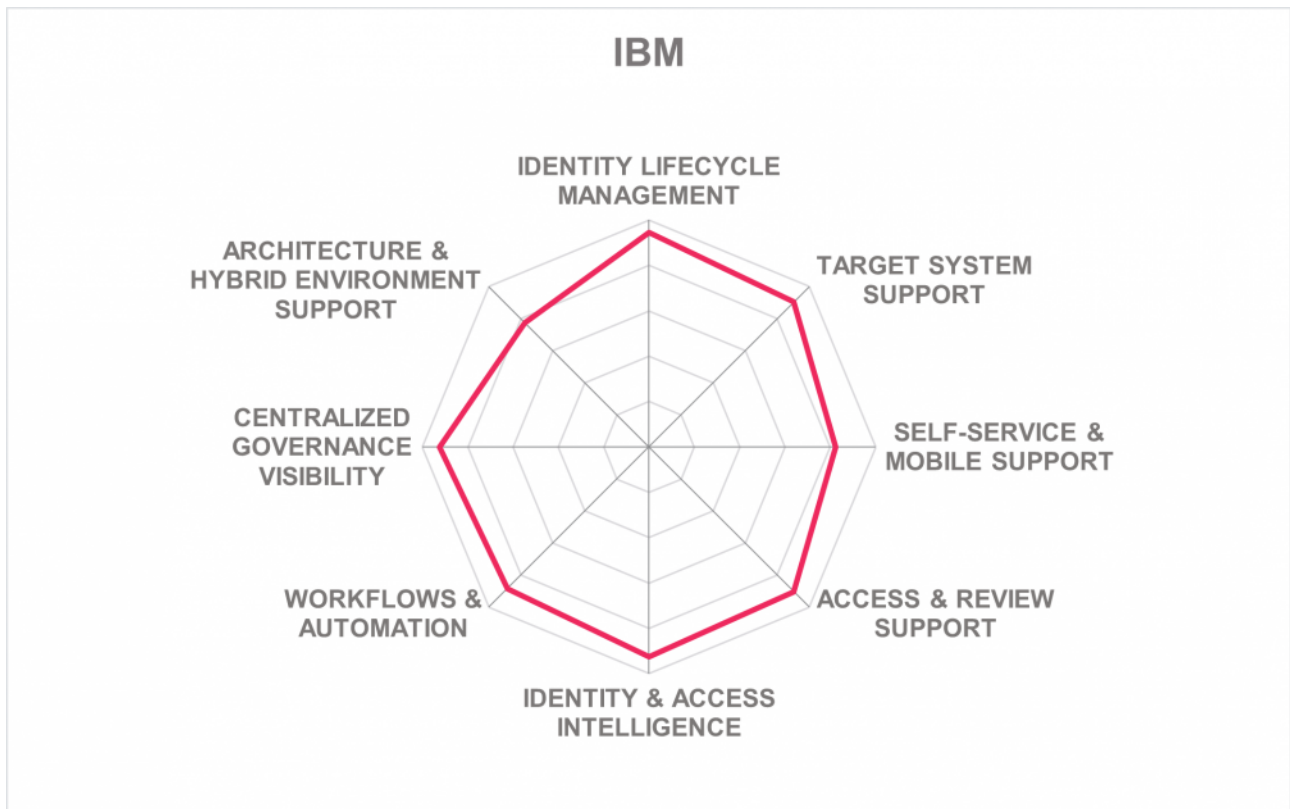 IBM
IDENTITY LIFECYCLE
MANAGEMENT
ARCHITECTURE &
HYBRID ENVIRONMENT
SUPPORT
TARGET SYSTEM
SUPPORT
CENTRALIZED
GOVERNANCE
VISIBILITY
SELF-SERVICE &
MOBILE SUPPORT
WORKFLOWS &
AUTOMATION
ACCESS & REVIEW
SUPPORT
IDENTITY & ACCESS
INTELLIGENCE